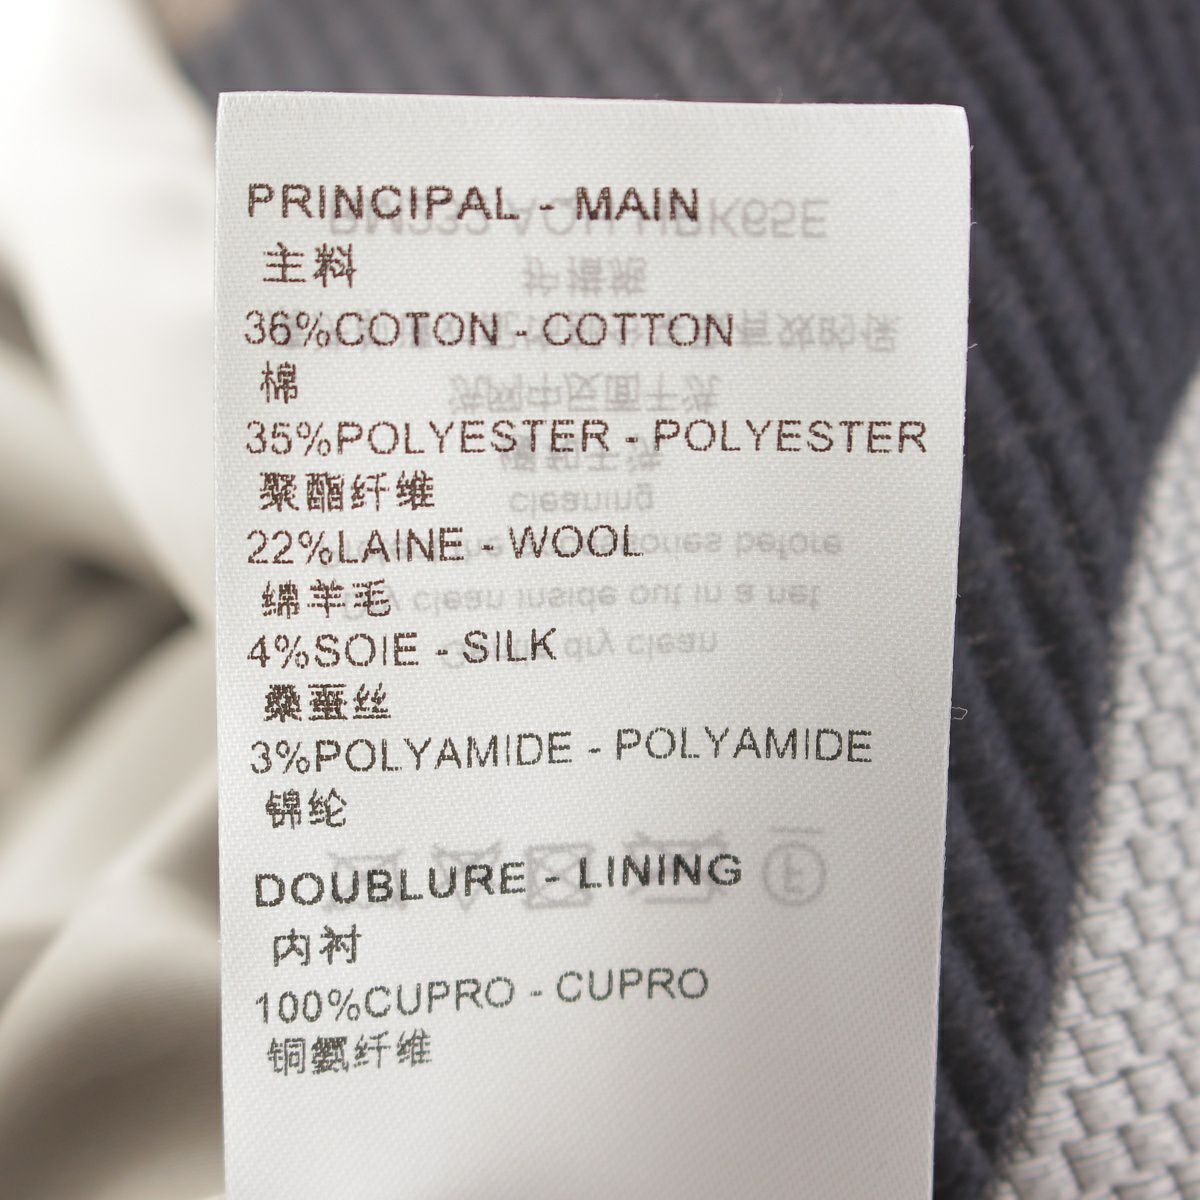 PRINCIPAL - MAIN
主料
36%COTON - COTTON
棉
35%POLYESTER - POLYESTER
聚酯纤维
22%LAINE - WOOL
绵羊毛
4%SOIE - SILK
桑蚕丝
3%POLYAMIDE - POLYAMIDE
锦纶
DOUBLURE - LINING
内衬
100%CUPRO - CUPRO
铜氨纤维